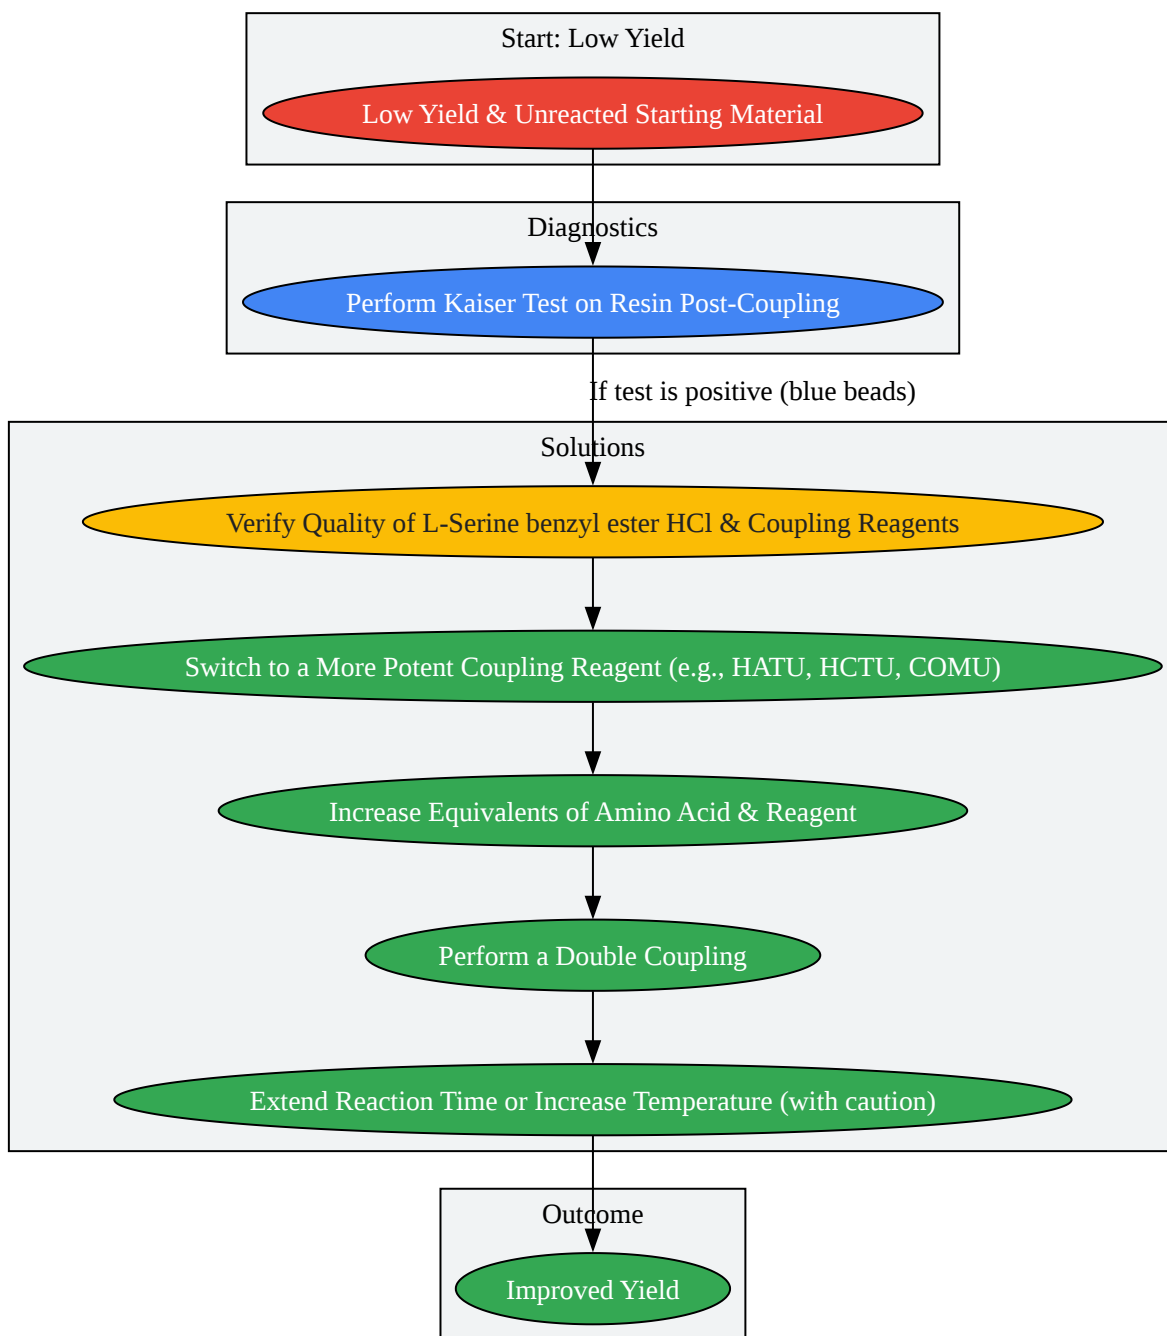 Start: Low Yield
Low Yield & Unreacted Starting Material
Diagnostics
Perform Kaiser Test on Resin Post-Coupling
If test is positive (blue beads)
Solutions
Verify Quality of L-Serine benzyl ester HCl & Coupling Reagents
Switch to a More Potent Coupling Reagent (e.g., HATU, HCTU, COMU)
Increase Equivalents of Amino Acid & Reagent
Perform a Double Coupling
Extend Reaction Time or Increase Temperature (with caution)
Outcome
Improved Yield